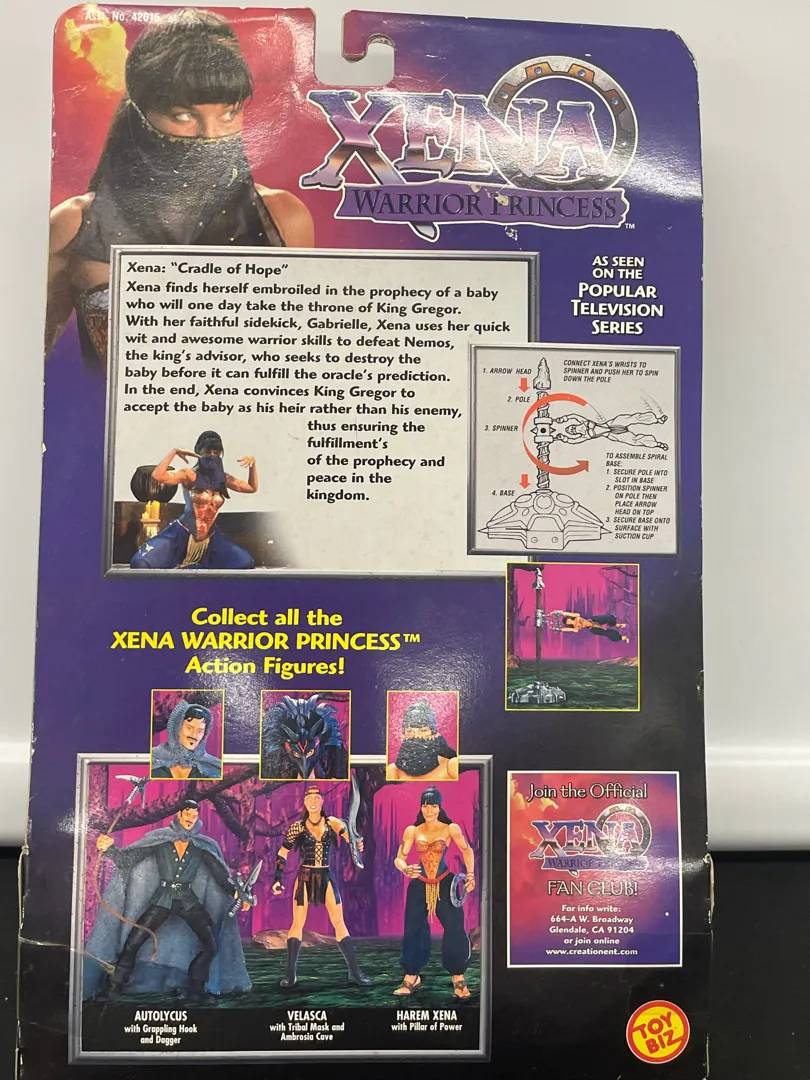 Asst. No. 42015
XENA
WARRIOR PRINCESS™
AS SEEN
ON THE
POPULAR
TELEVISION
SERIES
Xena: "Cradle of Hope"
Xena finds herself embroiled in the prophecy of a baby
who will one day take the throne of King Gregor.
With her faithful sidekick, Gabrielle, Xena uses her quick
wit and awesome warrior skills to defeat Nemos,
the king's advisor, who seeks to destroy the
baby before it can fulfill the oracle's prediction.
In the end, Xena convinces King Gregor to
accept the baby as his heir rather than his enemy,
thus ensuring the
fulfillment's
of the prophecy and
peace in the
kingdom.
CONNECT XENA'S WRISTS TO
SPINNER AND PUSH HER TO SPIN
DOWN THE POLE
1. ARROW HEAD
2. POLE
3. SPINNER
4. BASE
TO ASSEMBLE SPIRAL
BASE:
1. SECURE POLE INTO
SLOT IN BASE
2. POSITION SPINNER
ON POLE THEN
PLACE ARROW
HEAD ON TOP
3. SECURE BASE ONTO
SURFACE WITH
SUCTION CUP
Collect all the
XENA WARRIOR PRINCESS™
Action Figures!
AUTOLYCUS
with Grappling Hook
and Dagger
VELASCA
with Tribal Mask and
Ambrosia Cave
HAREM XENA
with Pillar of Power
Join the Official
XENA
WARRIOR PRINCESS
FAN CLUB!
For info write:
664-A W. Broadway
Glendale, CA 91204
or join online
www.creationent.com
TOY
BIZ